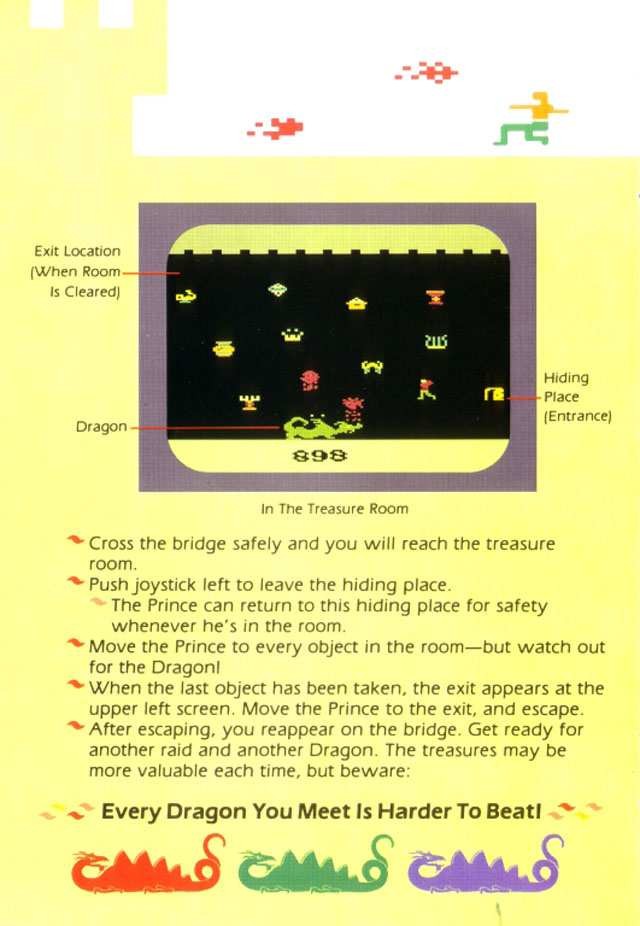 Exit Location
(When Room
Is Cleared)
Hiding
Place
(Entrance)
Dragon
898
In The Treasure Room
Cross the bridge safely and you will reach the treasure
room.
Push joystick left to leave the hiding place.
The Prince can return to this hiding place for safety
whenever he's in the room.
Move the Prince to every object in the room—but watch out
for the Dragon!
When the last object has been taken, the exit appears at the
upper left screen. Move the Prince to the exit, and escape.
After escaping, you reappear on the bridge. Get ready for
another raid and another Dragon. The treasures may be
more valuable each time, but beware:
Every Dragon You Meet Is Harder To Beat!